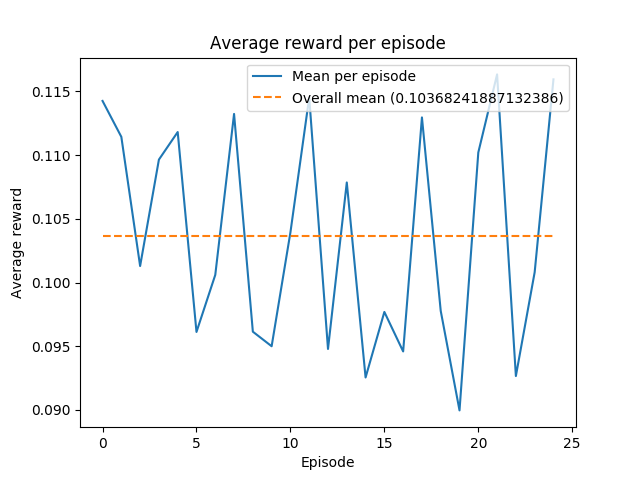 Average reward per episode
Mean per episode
Overall mean (0.10368241887132386)
0.115
0.110
0.105
0.100
0.095
0.090
Average reward
0 5 10 15 20 25
Episode